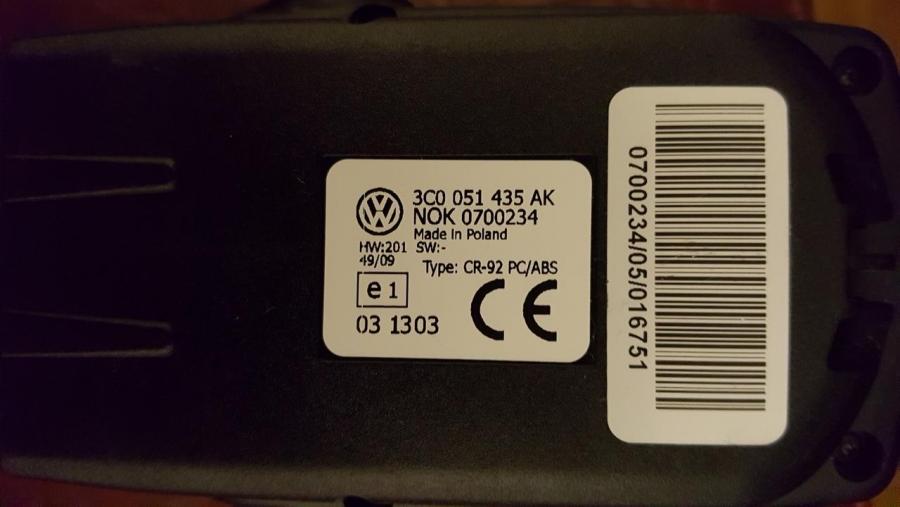 3C0 051 435 AK
NOK 0700234
Made in Poland
HW:201 SW:-
49/09
Type: CR-92 PC/ABS
e1
CE
03 1303
0700234/05/016751